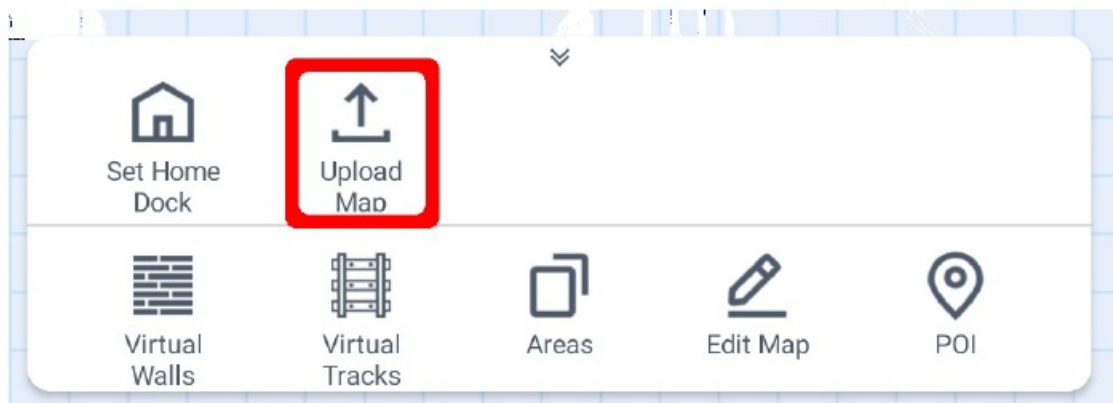 Set Home
Dock
Upload
Map
Virtual
Walls
Virtual
Tracks
Areas
Edit Map
POI